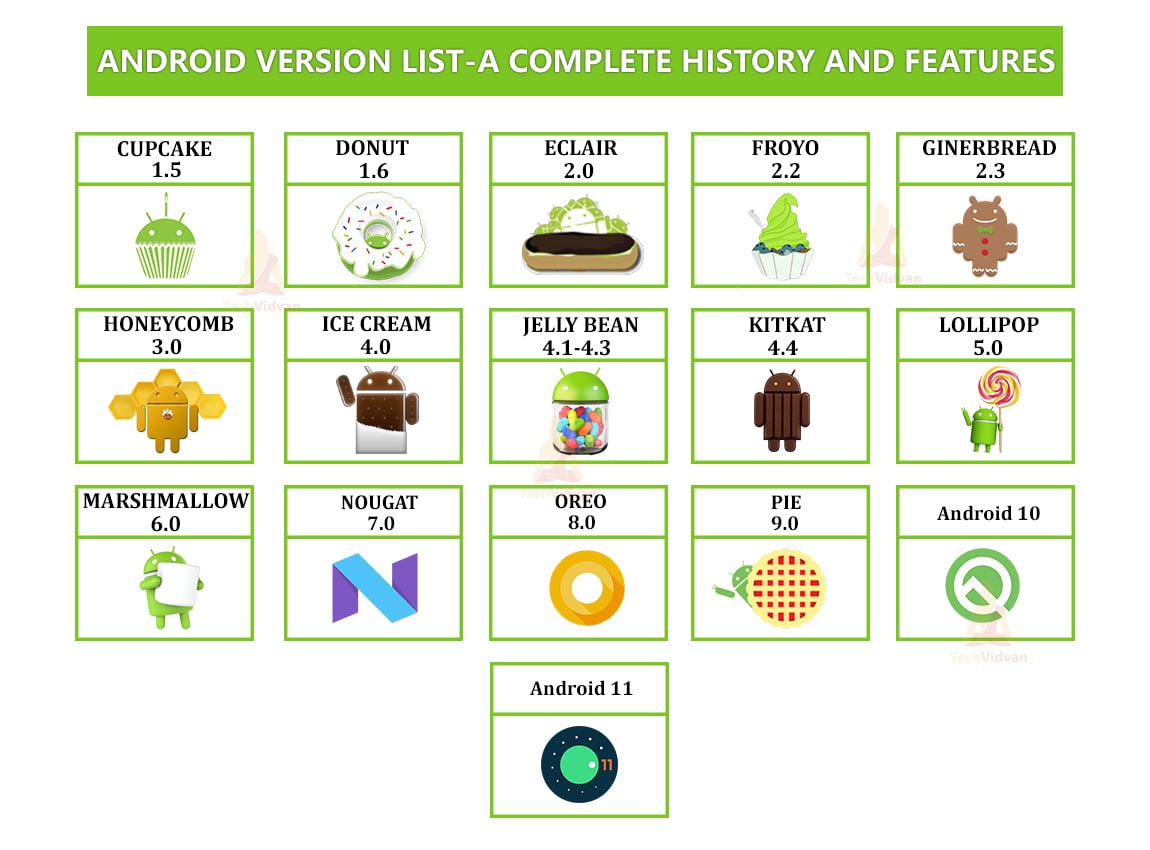 ANDROID VERSION LIST-A COMPLETE HISTORY AND FEATURES
CUPCAKE
1.5
DONUT
1.6
ECLAIR
2.0
FROYO
2.2
GINERBREAD
2.3
TechVidvan
TechVidvan
HONEYCOMB
3.0
ICE CREAM
4.0
JELLY BEAN
4.1-4.3
KITKAT
4.4
LOLLIPOP
5.0
TechVidvan
MARSHMALLOW
6.0
NOUGAT
7.0
OREO
8.0
PIE
9.0
Android 10
TechVidvan
Android 11
11